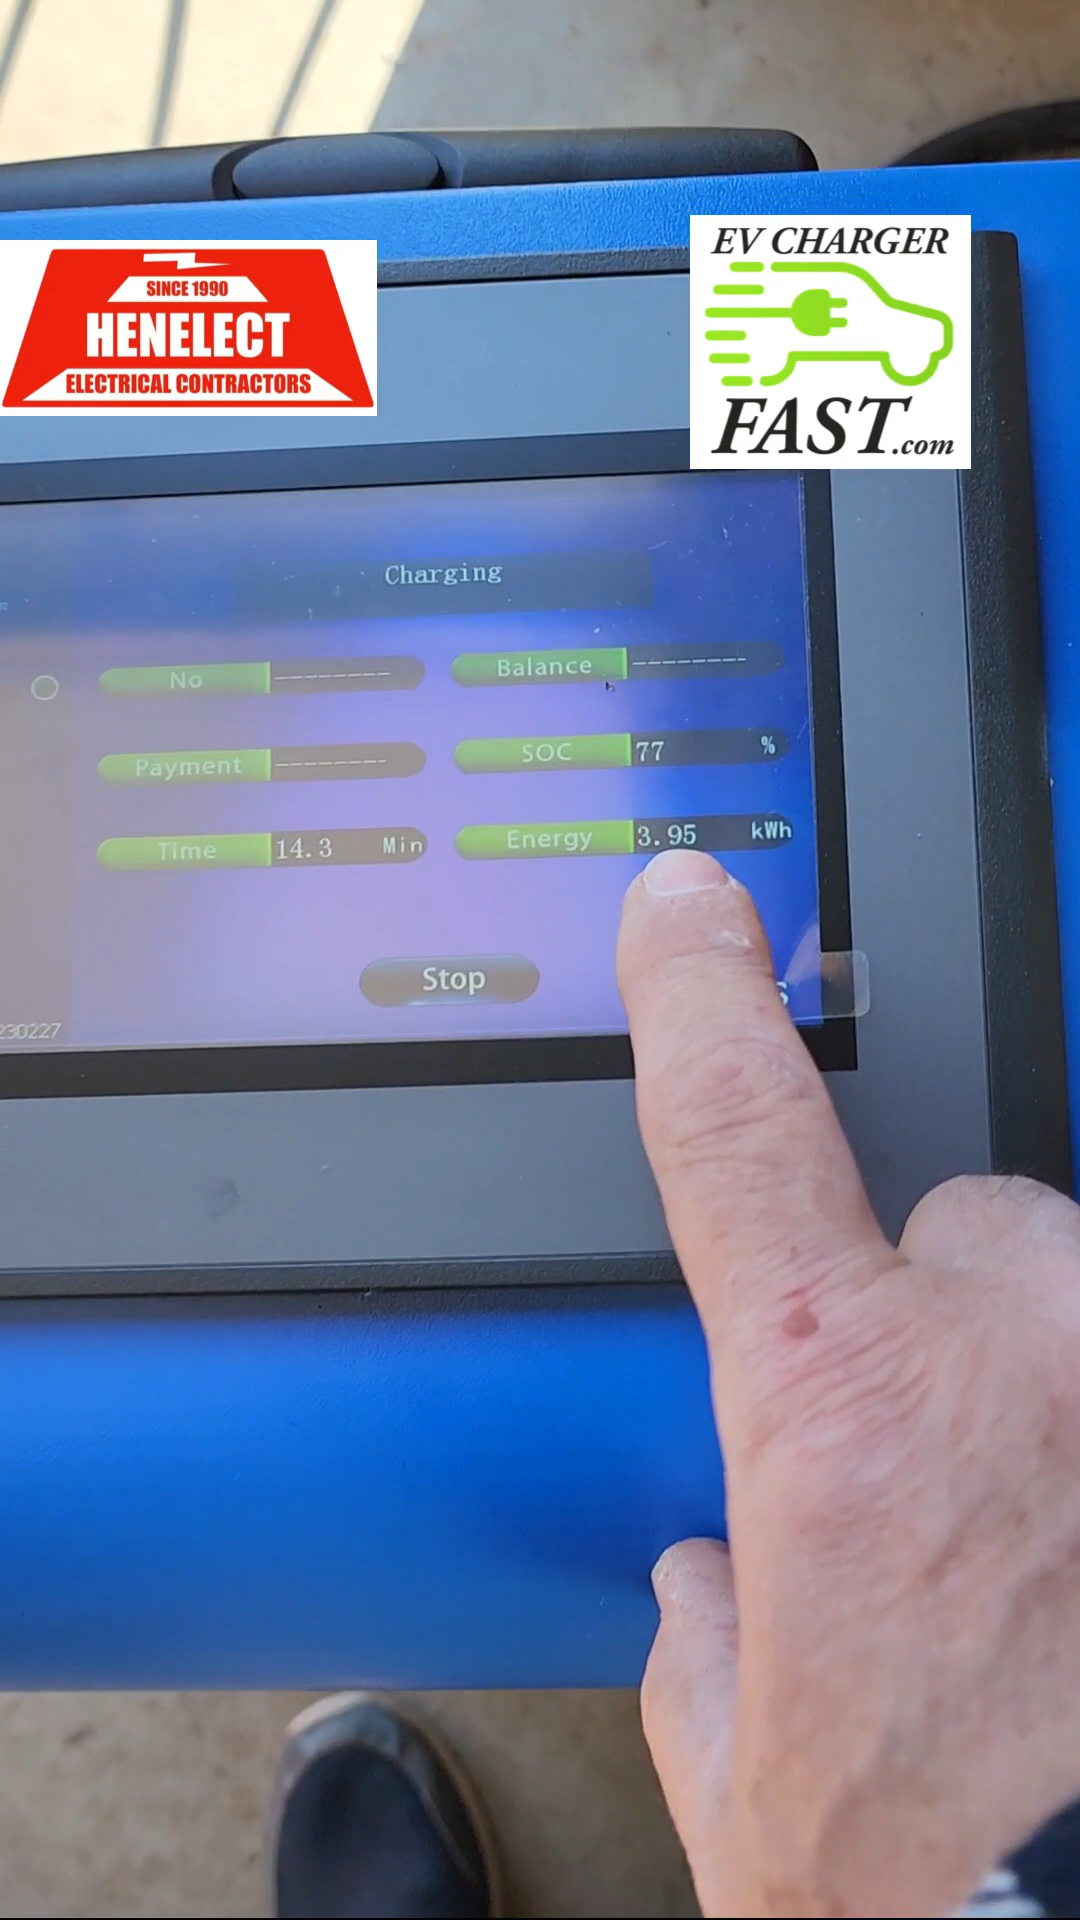 SINCE 1990
HENELECT
ELECTRICAL CONTRACTORS
EV CHARGER
FAST.com
Charging
No --------
Balance --------
Payment --------
SOC 77 %
Time 14.3 Min
Energy 3.95 kWh
Stop
230227